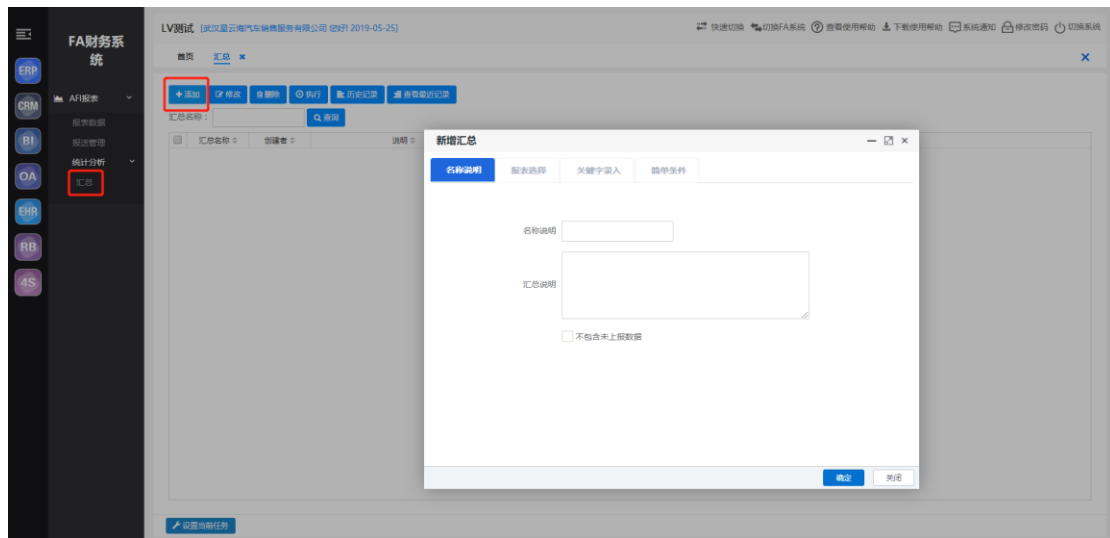 LV测试 [武汉星云海汽车销售服务有限公司 您好! 2019-05-25]
快速切换 切换FA系统 查看使用帮助 下载使用帮助 系统通知 修改密码 切换系统
FA财务系
统
首页 汇总
ERP
CRM
BI
OA
EHR
RB
4S
AFI报表
报表数据
报送管理
统计分析
汇总
添加 修改 删除 执行 历史记录 查看最近记录
汇总名称： 查询
汇总名称 创建者 说明
新增汇总
名称说明 报表选择 关键字录入 简单条件
名称说明
汇总说明
不包含未上报数据
确定 关闭
设置当前任务